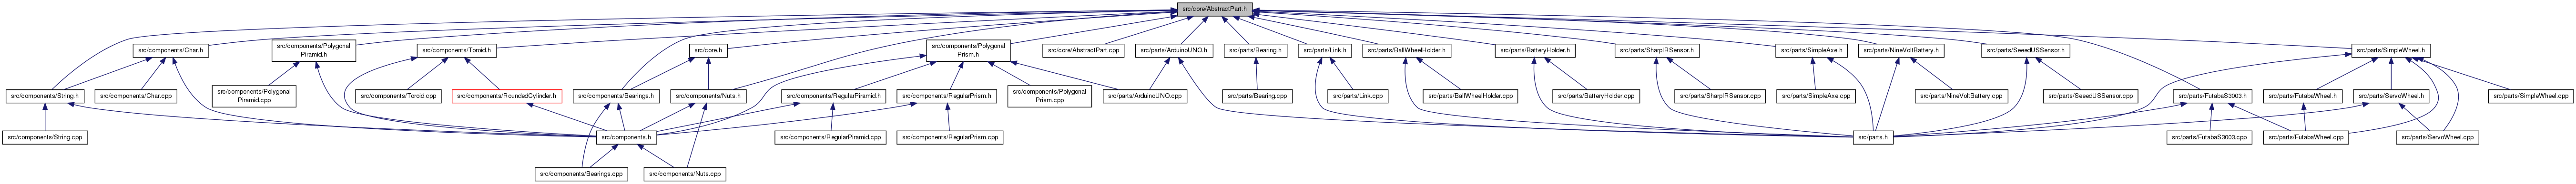 src/core/AbstractPart.h
src/components/Char.h
src/components/Polygonal
Piramid.h
src/components/Toroid.h
src/core.h
src/components/Polygonal
Prism.h
src/core/AbstractPart.cpp
src/parts/ArduinoUNO.h
src/parts/Bearing.h
src/parts/Link.h
src/parts/BallWheelHolder.h
src/parts/BatteryHolder.h
src/parts/SharpIRSensor.h
src/parts/SimpleAxe.h
src/parts/NineVoltBattery.h
src/parts/SeeedUSSensor.h
src/parts/SimpleWheel.h
src/components/String.h
src/components/Char.cpp
src/components/Polygonal
Piramid.cpp
src/components/Toroid.cpp
src/components/RoundedCylinder.h
src/components/Bearings.h
src/components/Nuts.h
src/components/RegularPiramid.h
src/components/RegularPrism.h
src/components/Polygonal
Prism.cpp
src/parts/ArduinoUNO.cpp
src/parts/Bearing.cpp
src/parts/Link.cpp
src/parts/BallWheelHolder.cpp
src/parts/BatteryHolder.cpp
src/parts/SharpIRSensor.cpp
src/parts/SimpleAxe.cpp
src/parts/NineVoltBattery.cpp
src/parts/SeeedUSSensor.cpp
src/parts/FutabaS3003.h
src/parts/FutabaWheel.h
src/parts/ServoWheel.h
src/parts/SimpleWheel.cpp
src/components/String.cpp
src/components.h
src/components/RegularPiramid.cpp
src/components/RegularPrism.cpp
src/parts.h
src/parts/FutabaS3003.cpp
src/parts/FutabaWheel.cpp
src/parts/ServoWheel.cpp
src/components/Bearings.cpp
src/components/Nuts.cpp